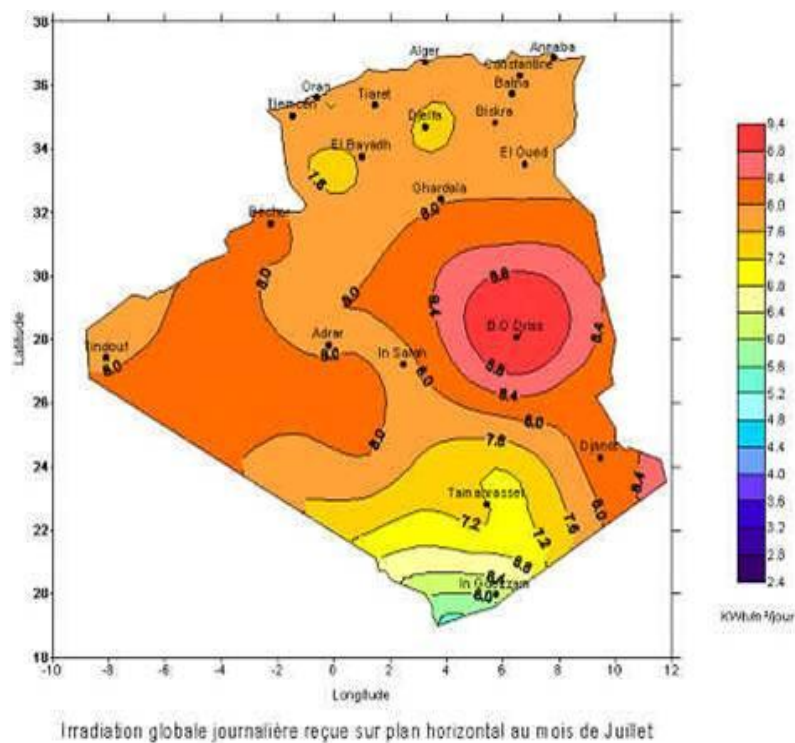 38
36
34
32
30
28
26
24
22
20
18
Latitude
-10 -8 -6 -4 -2 0 2 4 6 8 10 12
Longitude
Alger
Annaba
Constantine
Batna
Oran
Tiaret
Tlemcen
Djelfa
Biskra
El Bayadh
El Oued
7.6
Ghardaia
8.0
Béchar
8.8
8.0
8.0
8.4
B.O Driss
Adrar
8.0
Tindouf
8.0
In Salah
8.0
8.8
8.4
8.0
8.0
7.6
Djanet
8.4
Tamanrasset
7.2
7.6
8.0
7.2
6.8
6.4
In Guezzam
6.0
9.4
8.8
8.4
8.0
7.6
7.2
6.8
6.4
6.0
5.6
5.2
4.8
4.4
4.0
3.6
3.2
2.8
2.4
KWh/m²/jour
Irradiation globale journalière reçue sur plan horizontal au mois de Juillet